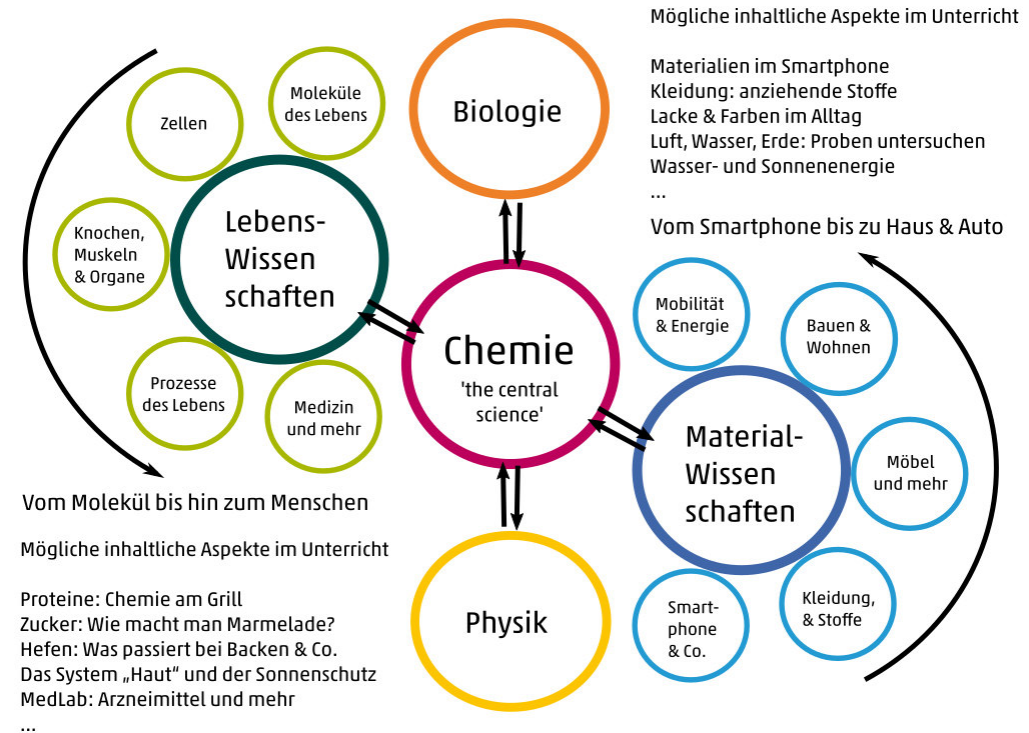 Moleküle
des Lebens
Zellen
Knochen,
Muskeln
& Organe
Prozesse
des Lebens
Medizin
und mehr
Lebens-
Wissen
schaften
Vom Molekül bis hin zum Menschen
Mögliche inhaltliche Aspekte im Unterricht
Proteine: Chemie am Grill
Zucker: Wie macht man Marmelade?
Hefen: Was passiert bei Backen & Co.
Das System „Haut“ und der Sonnenschutz
MedLab: Arzneimittel und mehr
...
Biologie
Chemie
'the central
science'
Physik
Mögliche inhaltliche Aspekte im Unterricht
Materialien im Smartphone
Kleidung: anziehende Stoffe
Lacke & Farben im Alltag
Luft, Wasser, Erde: Proben untersuchen
Wasser- und Sonnenenergie
...
Vom Smartphone bis zu Haus & Auto
Mobilität
& Energie
Bauen &
Wohnen
Möbel
und mehr
Kleidung,
& Stoffe
Smart-
phone
& Co.
Material-
Wissen
schaften